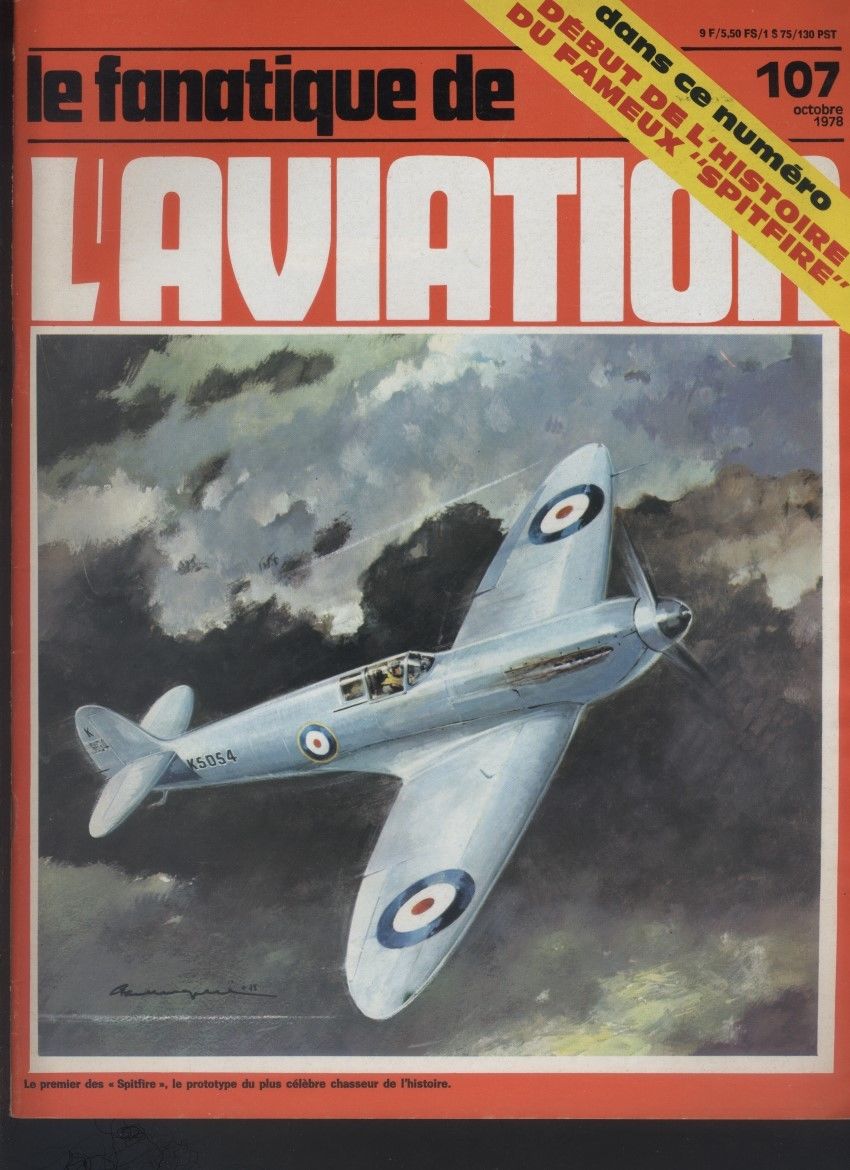 9 F/5,50 FS/1 $ 75/130 PST
le fanatique de
107
octobre
1978
L'AVIATION
dans ce numéro
DÉBUT DE L'HISTOIRE
DU FAMEUX "SPITFIRE"
K
5054
K5054
Le premier des « Spitfire », le prototype du plus célèbre chasseur de l'histoire.